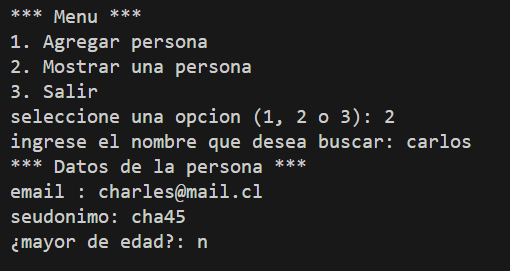 *** Menu ***
1. Agregar persona
2. Mostrar una persona
3. Salir
seleccione una opcion (1, 2 o 3): 2
ingrese el nombre que desea buscar: carlos
*** Datos de la persona ***
email : charles@mail.cl
seudonimo: cha45
¿mayor de edad?: n